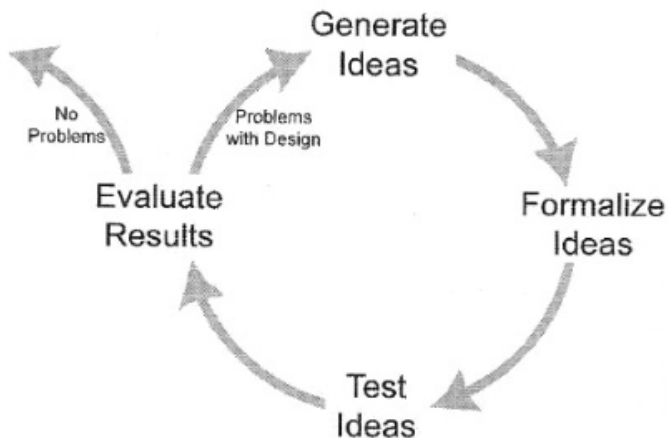 Generate
Ideas
No
Problems
Problems
with Design
Evaluate
Results
Formalize
Ideas
Test
Ideas